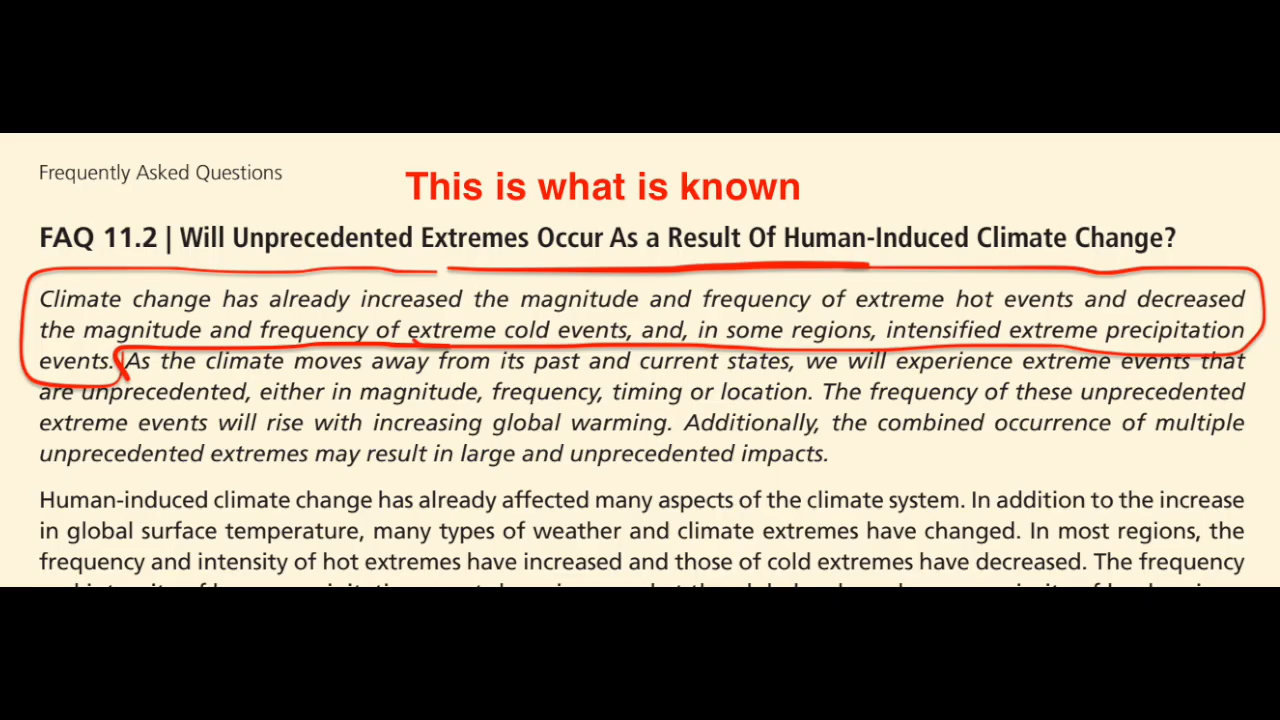 Frequently Asked Questions
This is what is known
FAQ 11.2 | Will Unprecedented Extremes Occur As a Result Of Human-Induced Climate Change?
Climate change has already increased the magnitude and frequency of extreme hot events and decreased
the magnitude and frequency of extreme cold events, and, in some regions, intensified extreme precipitation
events. As the climate moves away from its past and current states, we will experience extreme events that
are unprecedented, either in magnitude, frequency, timing or location. The frequency of these unprecedented
extreme events will rise with increasing global warming. Additionally, the combined occurrence of multiple
unprecedented extremes may result in large and unprecedented impacts.
Human-induced climate change has already affected many aspects of the climate system. In addition to the increase
in global surface temperature, many types of weather and climate extremes have changed. In most regions, the
frequency and intensity of hot extremes have increased and those of cold extremes have decreased. The frequency